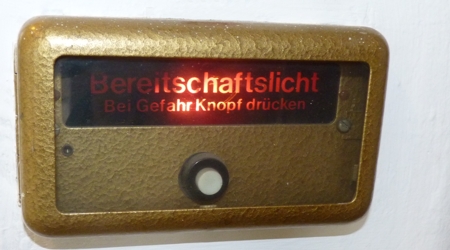 Bereitschaftslicht
Bei Gefahr Knopf drücken